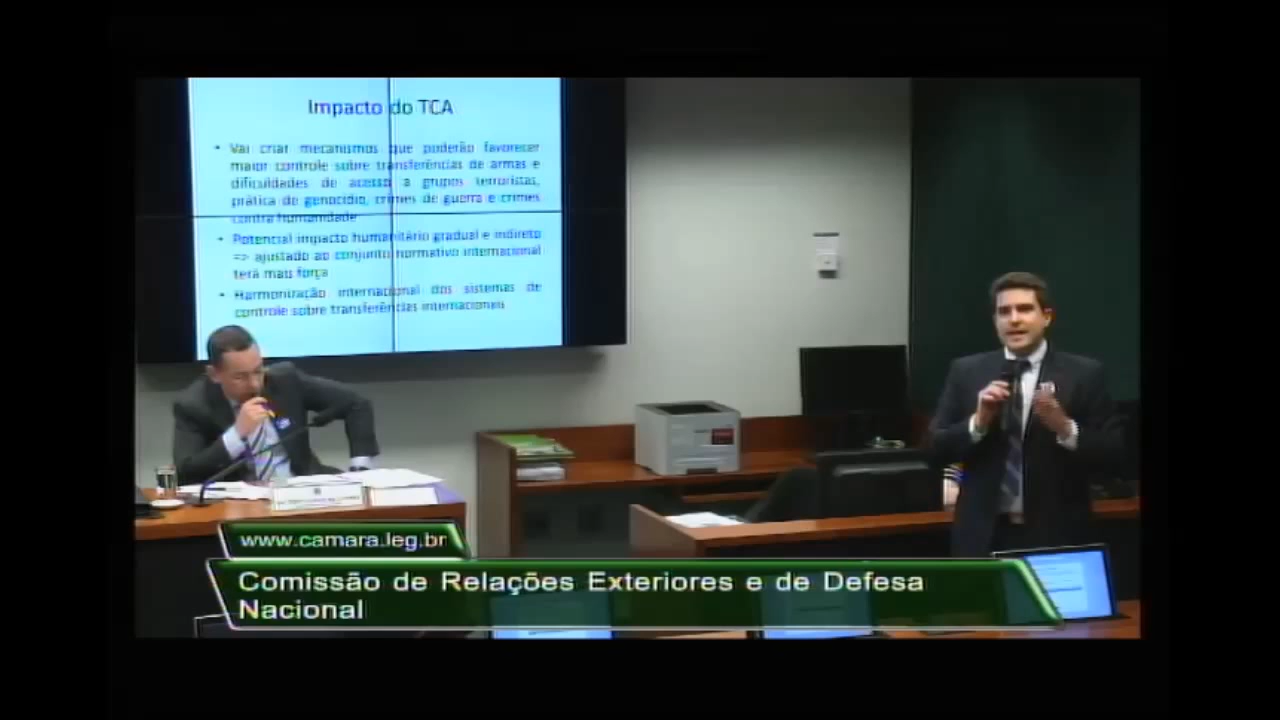 Impacto do TCA
• Vai criar mecanismos que poderão favorecer
maior controle sobre transferências de armas e
dificuldades de acesso a grupos terroristas,
prática de genocídio, crimes de guerra e crimes
contra humanidade
• Potencial impacto humanitário gradual e indireto
=> ajustado ao conjunto normativo internacional
terá mais força
• Harmonização internacional dos sistemas de
controle sobre transferências internacionais
www.camara.leg.br
Comissão de Relações Exteriores e de Defesa
Nacional